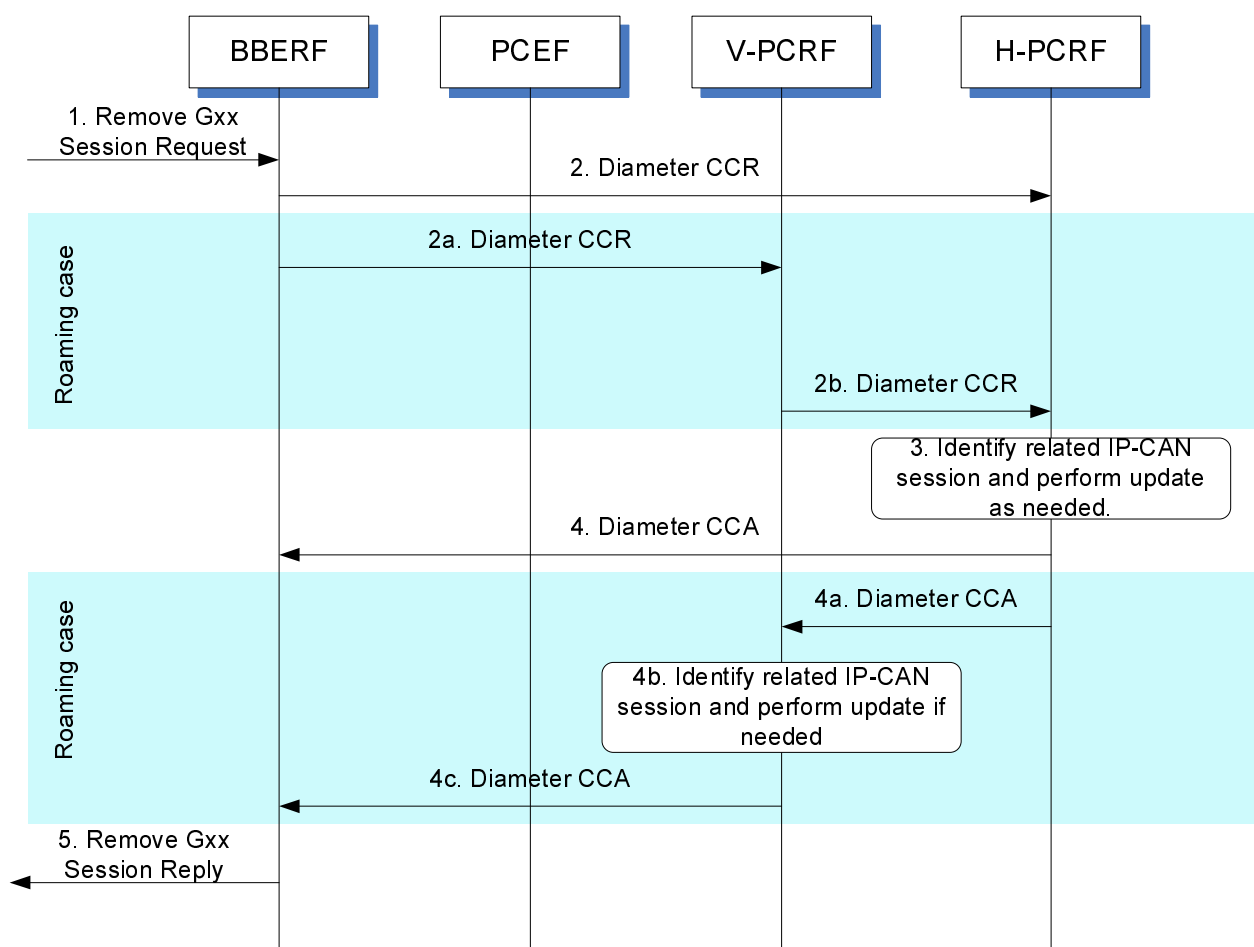 BBERF
PCEF
V-PCRF
H-PCRF
1. Remove Gxx
Session Request
2. Diameter CCR
Roaming case
2a. Diameter CCR
2b. Diameter CCR
3. Identify related IP-CAN
session and perform update
as needed.
4. Diameter CCA
Roaming case
4a. Diameter CCA
4b. Identify related IP-CAN
session and perform update if
needed
4c. Diameter CCA
5. Remove Gxx
Session Reply